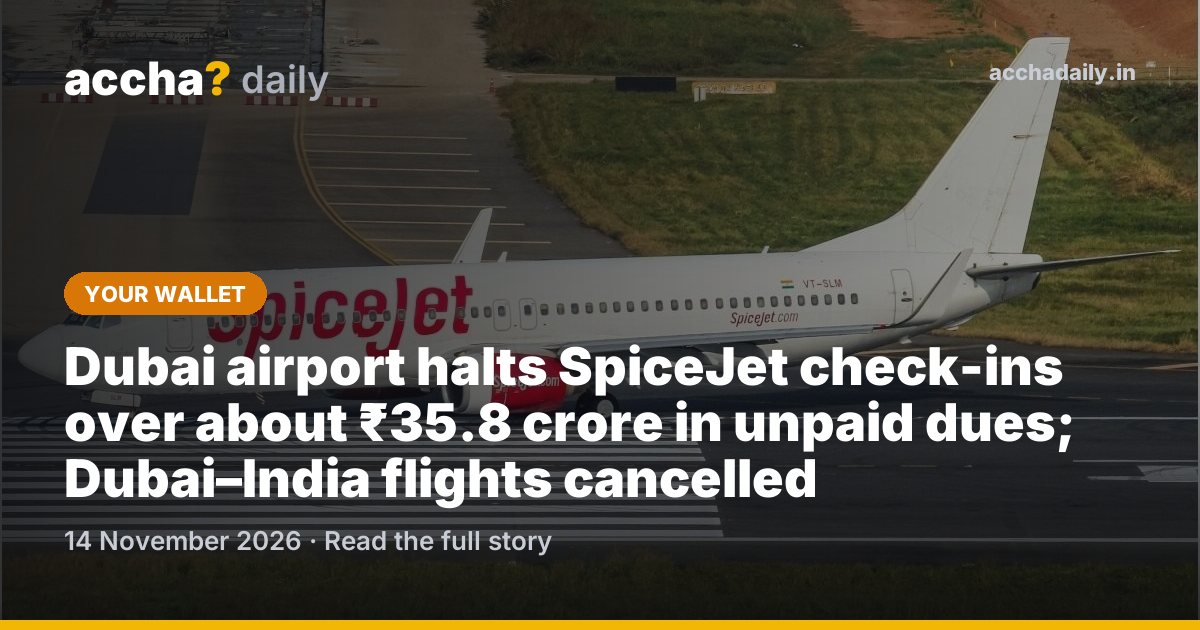 accha? daily
acchadaily.in
VT-SLM
SpiceJet
SpiceJet.com
YOUR WALLET
Dubai airport halts SpiceJet check-ins
over about ₹35.8 crore in unpaid dues;
Dubai–India flights cancelled
14 November 2026 · Read the full story